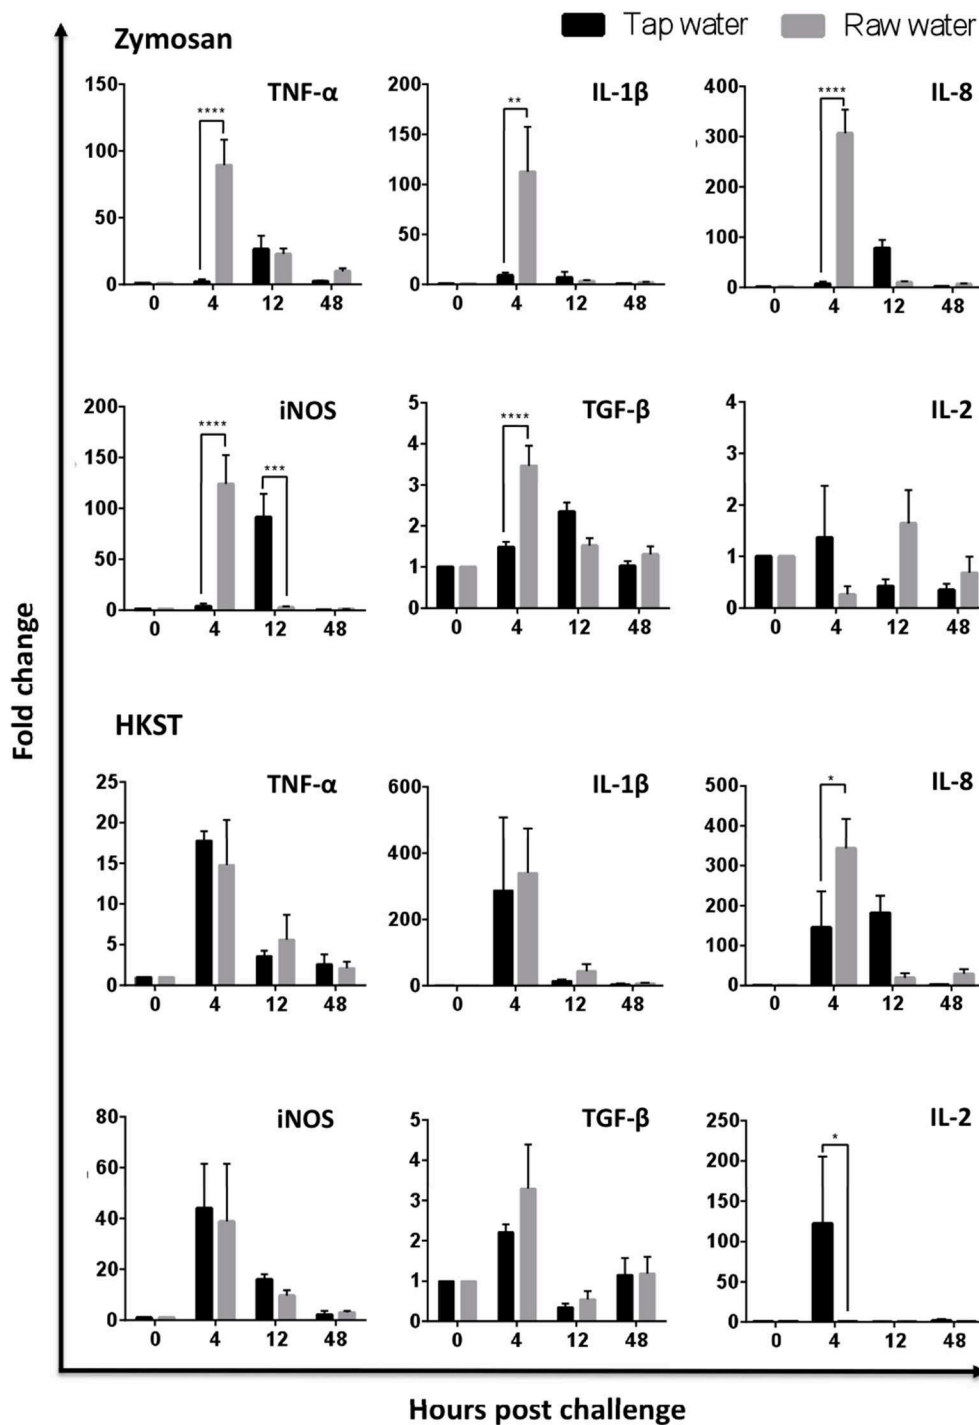 Tap water Raw water
Zymosan
TNF-α IL-1β IL-8
150 **** 200 ** 400 ****
100 150 300
50 100 200
0 50 100
0 0
0 4 12 48 0 4 12 48 0 4 12 48
iNOS TGF-β IL-2
200 **** *** 5 **** 4
150 4 3
100 3 2
50 2 1
0 1 0
0
0 4 12 48 0 4 12 48 0 4 12 48
Fold change
HKST
TNF-α IL-1β IL-8
25 600 500 *
20 400 400
15 200 300
10 0 200
5 100
0 0
0 4 12 48 0 4 12 48 0 4 12 48
iNOS TGF-β IL-2
80 5 250 *
60 4 200
40 3 150
20 2 100
0 1 50
0 0
0 4 12 48 0 4 12 48 0 4 12 48
Hours post challenge